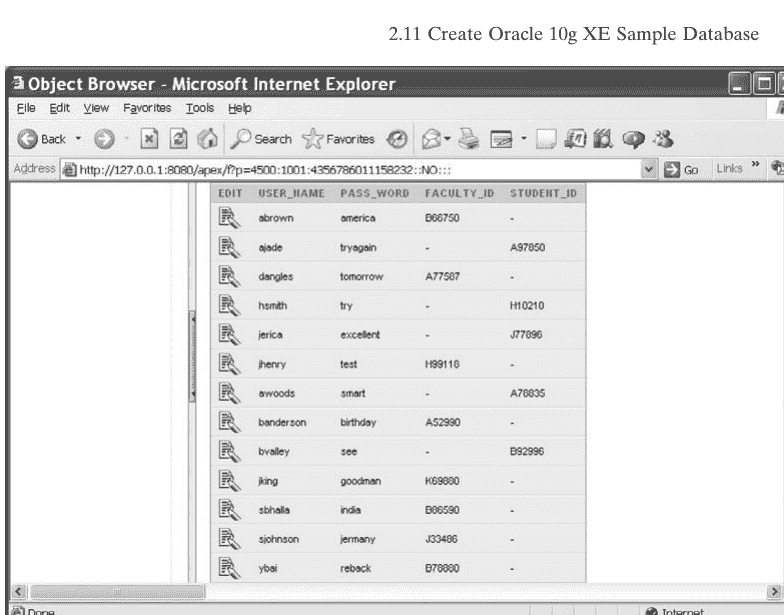 2.11 Create Oracle 10g XE Sample Database
Object Browser - Microsoft Internet Explorer
File Edit View Favorites Tools Help
Back Search Favorites
Address http://127.0.0.1:8080/apex/f?p=4500:1001:4356786011158232::NO::: Go Links »
EDIT USER_NAME PASS_WORD FACULTY_ID STUDENT_ID
abrown america B66750 -
ajade tryagain - A97850
dangles tomorrow A77587 -
hsmith try - H10210
jerica excellent - J77896
jhenry test H99118 -
awoods smart - A78835
banderson birthday A52990 -
bvalley see - B92996
jking goodman K69880 -
sbhalla india B86590 -
sjohnson jermany J33486 -
ybai reback B78880 -
Done Internet